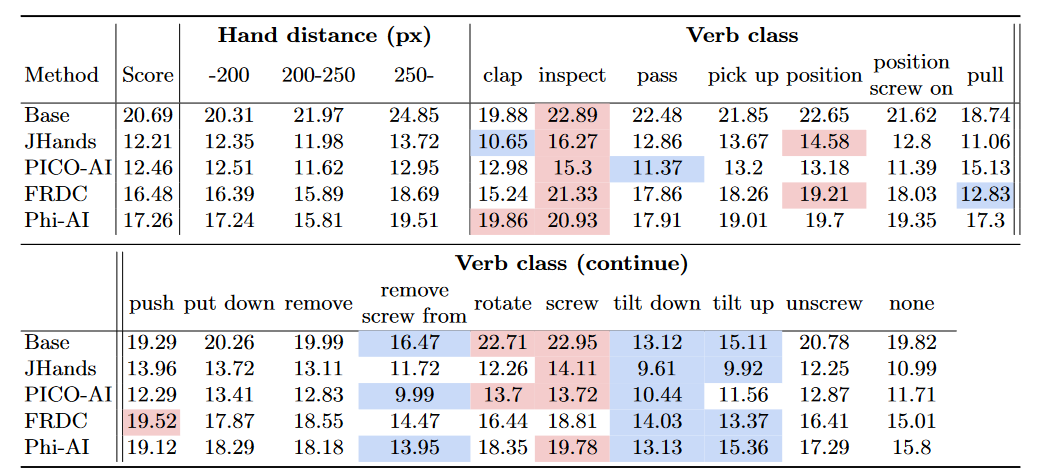 Hand distance (px) Verb class
Method Score -200 200-250 250- clap inspect pass pick up position position screw on pull
Base 20.69 20.31 21.97 24.85 19.88 22.89 22.48 21.85 22.65 21.62 18.74
JHands 12.21 12.35 11.98 13.72 10.65 16.27 12.86 13.67 14.58 12.8 11.06
PICO-AI 12.46 12.51 11.62 12.95 12.98 15.3 11.37 13.2 13.18 11.39 15.13
FRDC 16.48 16.39 15.89 18.69 15.24 21.33 17.86 18.26 19.21 18.03 12.83
Phi-AI 17.26 17.24 15.81 19.51 19.86 20.93 17.91 19.01 19.7 19.35 17.3
Verb class (continue)
push put down remove remove screw from rotate screw tilt down tilt up unscrew none
Base 19.29 20.26 19.99 16.47 22.71 22.95 13.12 15.11 20.78 19.82
JHands 13.96 13.72 13.11 11.72 12.26 14.11 9.61 9.92 12.25 10.99
PICO-AI 12.29 13.41 12.83 9.99 13.7 13.72 10.44 11.56 12.87 11.71
FRDC 19.52 17.87 18.55 14.47 16.44 18.81 14.03 13.37 16.41 15.01
Phi-AI 19.12 18.29 18.18 13.95 18.35 19.78 13.13 15.36 17.29 15.8